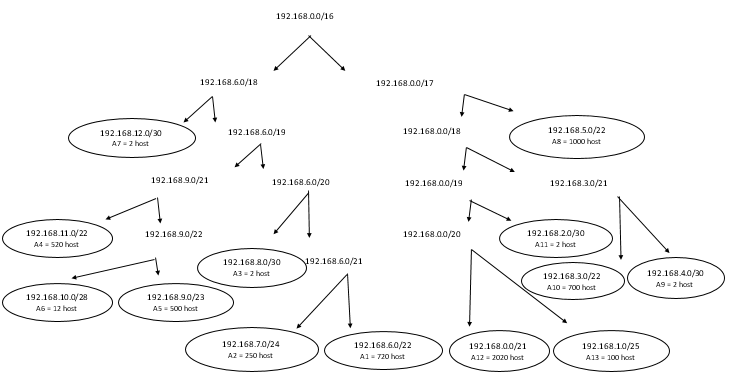 192.168.0.0/16
192.168.6.0/18
192.168.0.0/17
192.168.12.0/30
A7 = 2 host
192.168.6.0/19
192.168.0.0/18
192.168.5.0/22
A8 = 1000 host
192.168.9.0/21
192.168.6.0/20
192.168.0.0/19
192.168.3.0/21
192.168.11.0/22
A4 = 520 host
192.168.9.0/22
192.168.8.0/30
A3 = 2 host
192.168.6.0/21
192.168.0.0/20
192.168.2.0/30
A11 = 2 host
192.168.3.0/22
A10 = 700 host
192.168.4.0/30
A9 = 2 host
192.168.10.0/28
A6 = 12 host
192.168.9.0/23
A5 = 500 host
192.168.7.0/24
A2 = 250 host
192.168.6.0/22
A1 = 720 host
192.168.0.0/21
A12 = 2020 host
192.168.1.0/25
A13 = 100 host